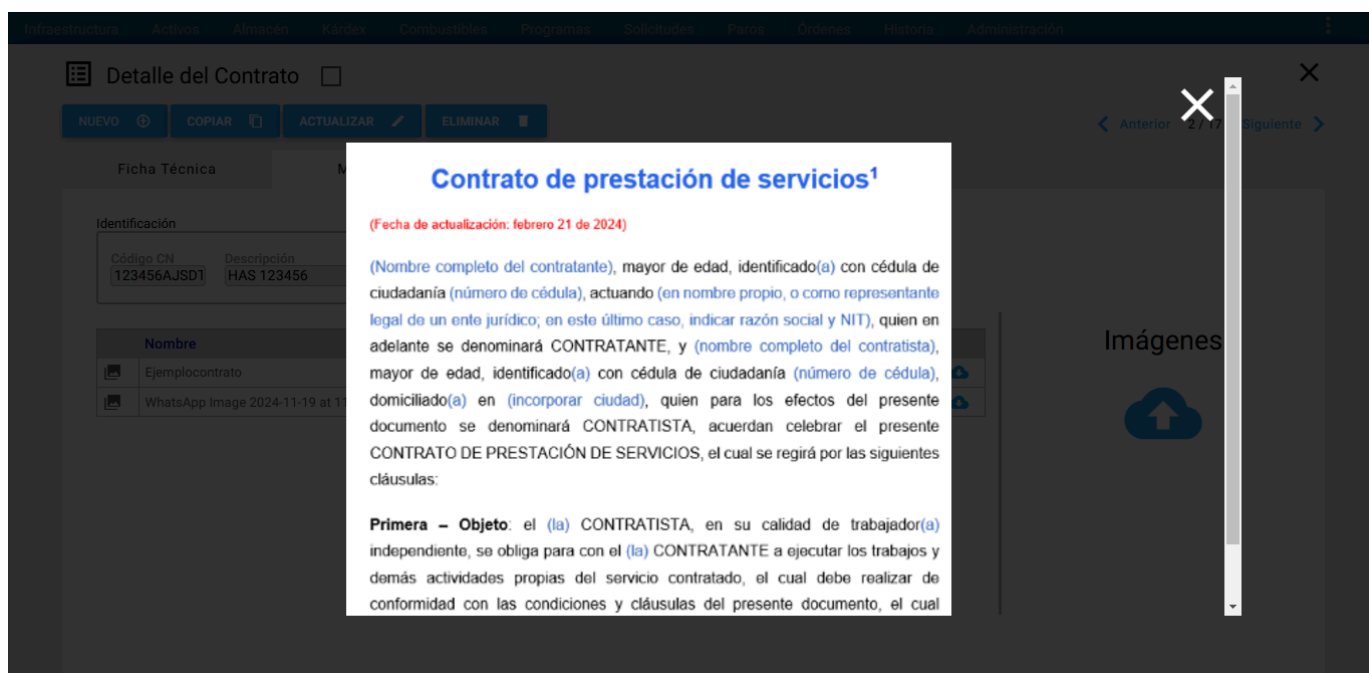 Infraestructura Activos Almacén Kárdex Combustibles Programas Solicitudes Paros Órdenes Historia Administración
Detalle del Contrato
NUEVO COPIAR ACTUALIZAR ELIMINAR
Anterior 2 / 17 Siguiente
Ficha Técnica M
Identificación
Código CN Descripción
123456AJSD1 HAS 123456
Nombre
Ejemplocontrato
WhatsApp Image 2024-11-19 at 11
Contrato de prestación de servicios¹
(Fecha de actualización: febrero 21 de 2024)
(Nombre completo del contratante), mayor de edad, identificado(a) con cédula de
ciudadanía (número de cédula), actuando (en nombre propio, o como representante
legal de un ente jurídico; en este último caso, indicar razón social y NIT), quien en
adelante se denominará CONTRATANTE, y (nombre completo del contratista),
mayor de edad, identificado(a) con cédula de ciudadanía (número de cédula),
domiciliado(a) en (incorporar ciudad), quien para los efectos del presente
documento se denominará CONTRATISTA, acuerdan celebrar el presente
CONTRATO DE PRESTACIÓN DE SERVICIOS, el cual se regirá por las siguientes
cláusulas:
Primera – Objeto: el (la) CONTRATISTA, en su calidad de trabajador(a)
independiente, se obliga para con el (la) CONTRATANTE a ejecutar los trabajos y
demás actividades propias del servicio contratado, el cual debe realizar de
conformidad con las condiciones y cláusulas del presente documento, el cual
Imágenes